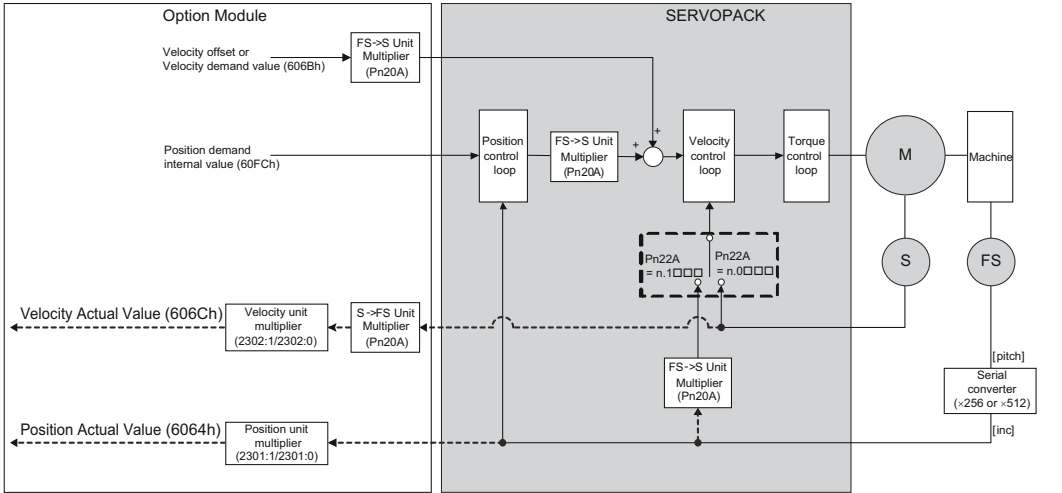 Option Module
SERVOPACK
Velocity offset or
Velocity demand value (606Bh)
FS->S Unit
Multiplier
(Pn20A)
Position demand
internal value (60FCh)
Position
control
loop
FS->S Unit
Multiplier
(Pn20A)
+
+
Velocity
control
loop
Torque
control
loop
M
Machine
Pn22A
= n.1□□□
Pn22A
= n.0□□□
S
FS
Velocity Actual Value (606Ch)
Velocity unit
multiplier
(2302:1/2302:0)
S->FS Unit
Multiplier
(Pn20A)
FS->S Unit
Multiplier
(Pn20A)
[pitch]
Serial
converter
(×256 or ×512)
[inc]
Position Actual Value (6064h)
Position unit
multiplier
(2301:1/2301:0)